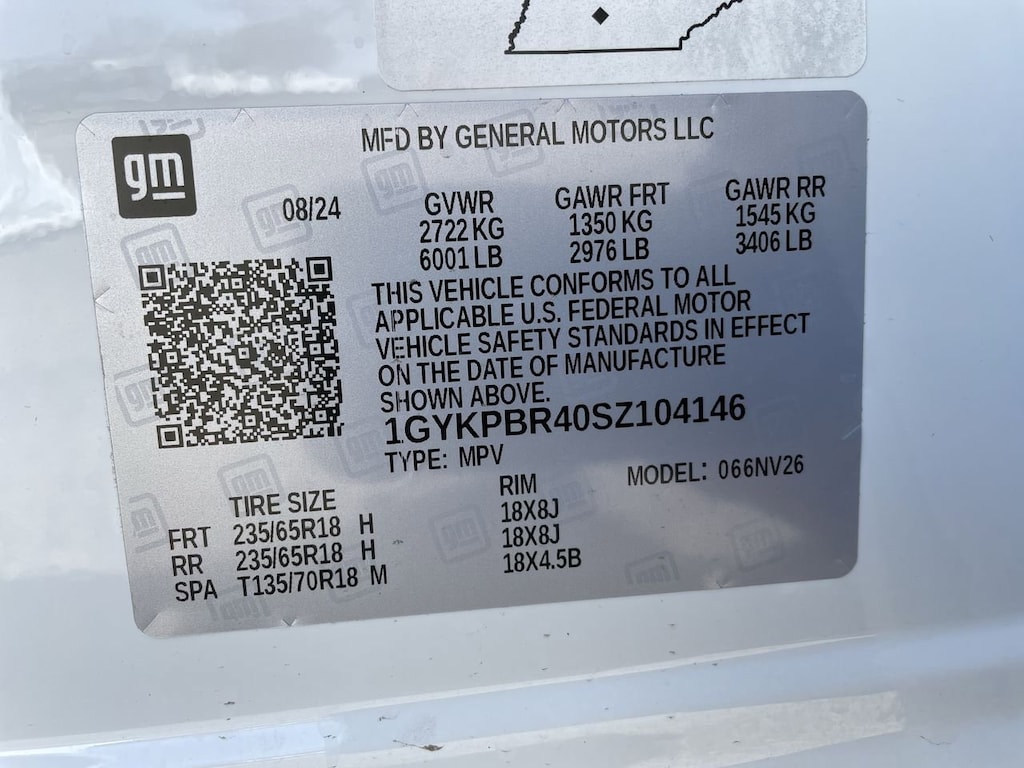 gm
MFD BY GENERAL MOTORS LLC
08/24
GVWR GAWR FRT GAWR RR
2722 KG 1350 KG 1545 KG
6001 LB 2976 LB 3406 LB
THIS VEHICLE CONFORMS TO ALL
APPLICABLE U.S. FEDERAL MOTOR
VEHICLE SAFETY STANDARDS IN EFFECT
ON THE DATE OF MANUFACTURE
SHOWN ABOVE.
1GYKPBR40SZ104146
TYPE: MPV MODEL: 066NV26
TIRE SIZE RIM
FRT 235/65R18 H 18X8J
RR 235/65R18 H 18X8J
SPA T135/70R18 M 18X4.5B